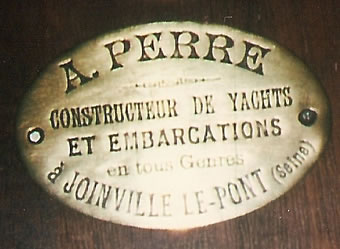 A. PERRE
CONSTRUCTEUR DE YACHTS
ET EMBARCATIONS
en tous Genres
à JOINVILLE LE-PONT (Seine)